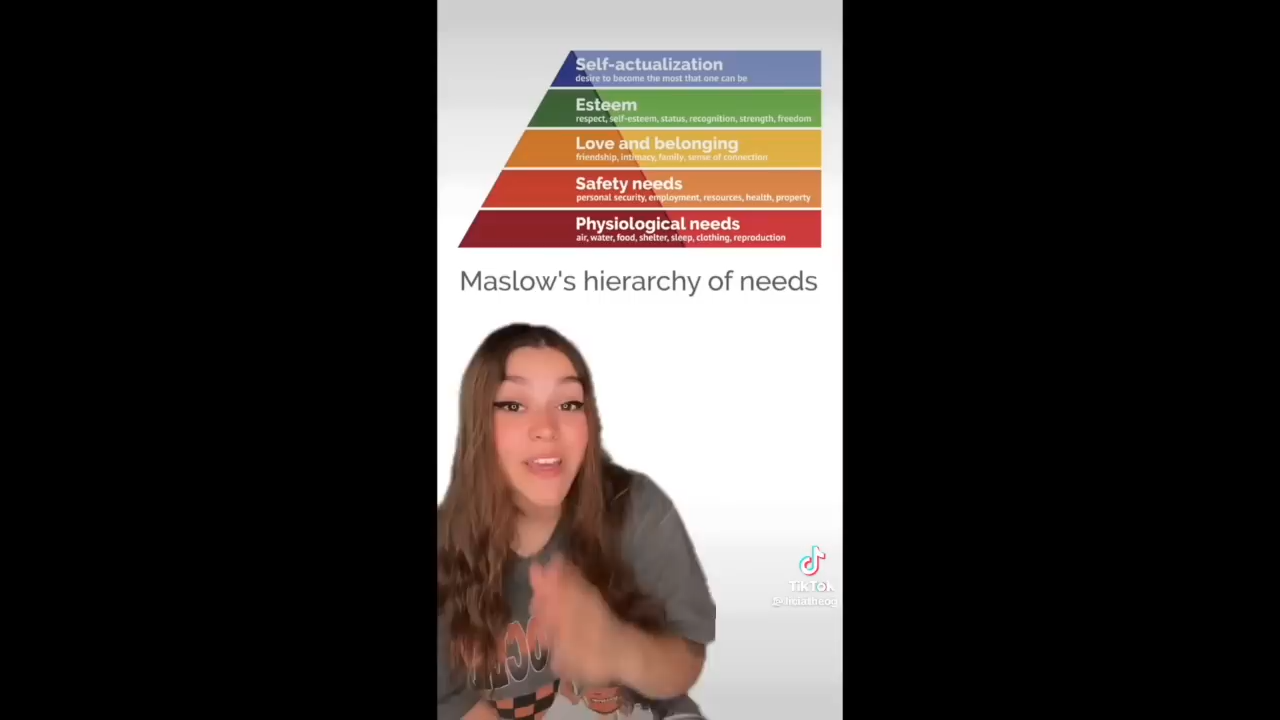 Self-actualization
desire to become the most that one can be
Esteem
respect, self-esteem, status, recognition, strength, freedom
Love and belonging
friendship, intimacy, family, sense of connection
Safety needs
personal security, employment, resources, health, property
Physiological needs
air, water, food, shelter, sleep, clothing, reproduction
Maslow's hierarchy of needs
TikTok